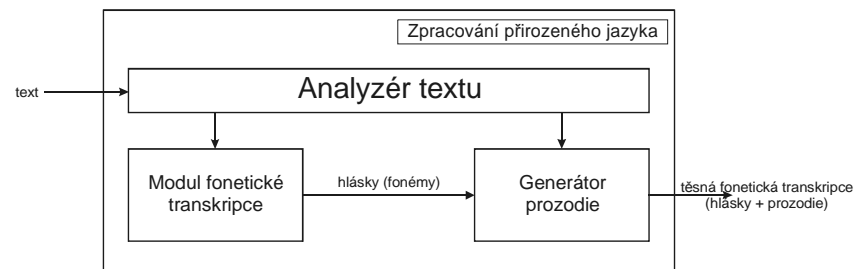 Zpracování přirozeného jazyka
text
Analyzér textu
Modul fonetické
transkripce
hlásky (fonémy)
Generátor
prozodie
těsná fonetická transkripce
(hlásky + prozodie)